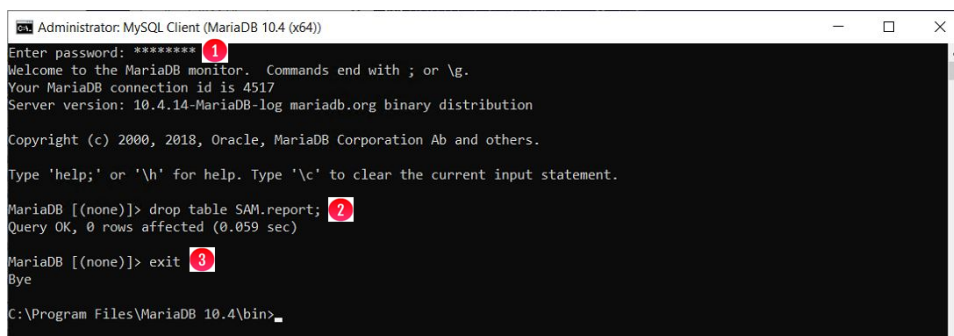 Administrator: MySQL Client (MariaDB 10.4 (x64))
Enter password: ******** 1
Welcome to the MariaDB monitor.  Commands end with ; or \g.
Your MariaDB connection id is 4517
Server version: 10.4.14-MariaDB-log mariadb.org binary distribution
Copyright (c) 2000, 2018, Oracle, MariaDB Corporation Ab and others.
Type 'help;' or '\h' for help. Type '\c' to clear the current input statement.
MariaDB [(none)]> drop table SAM.report; 2
Query OK, 0 rows affected (0.059 sec)
MariaDB [(none)]> exit 3
Bye
C:\Program Files\MariaDB 10.4\bin>